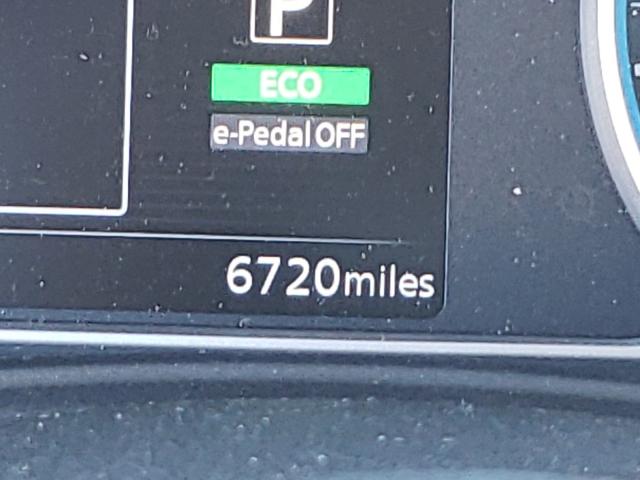 P
ECO
e-Pedal OFF
6720miles